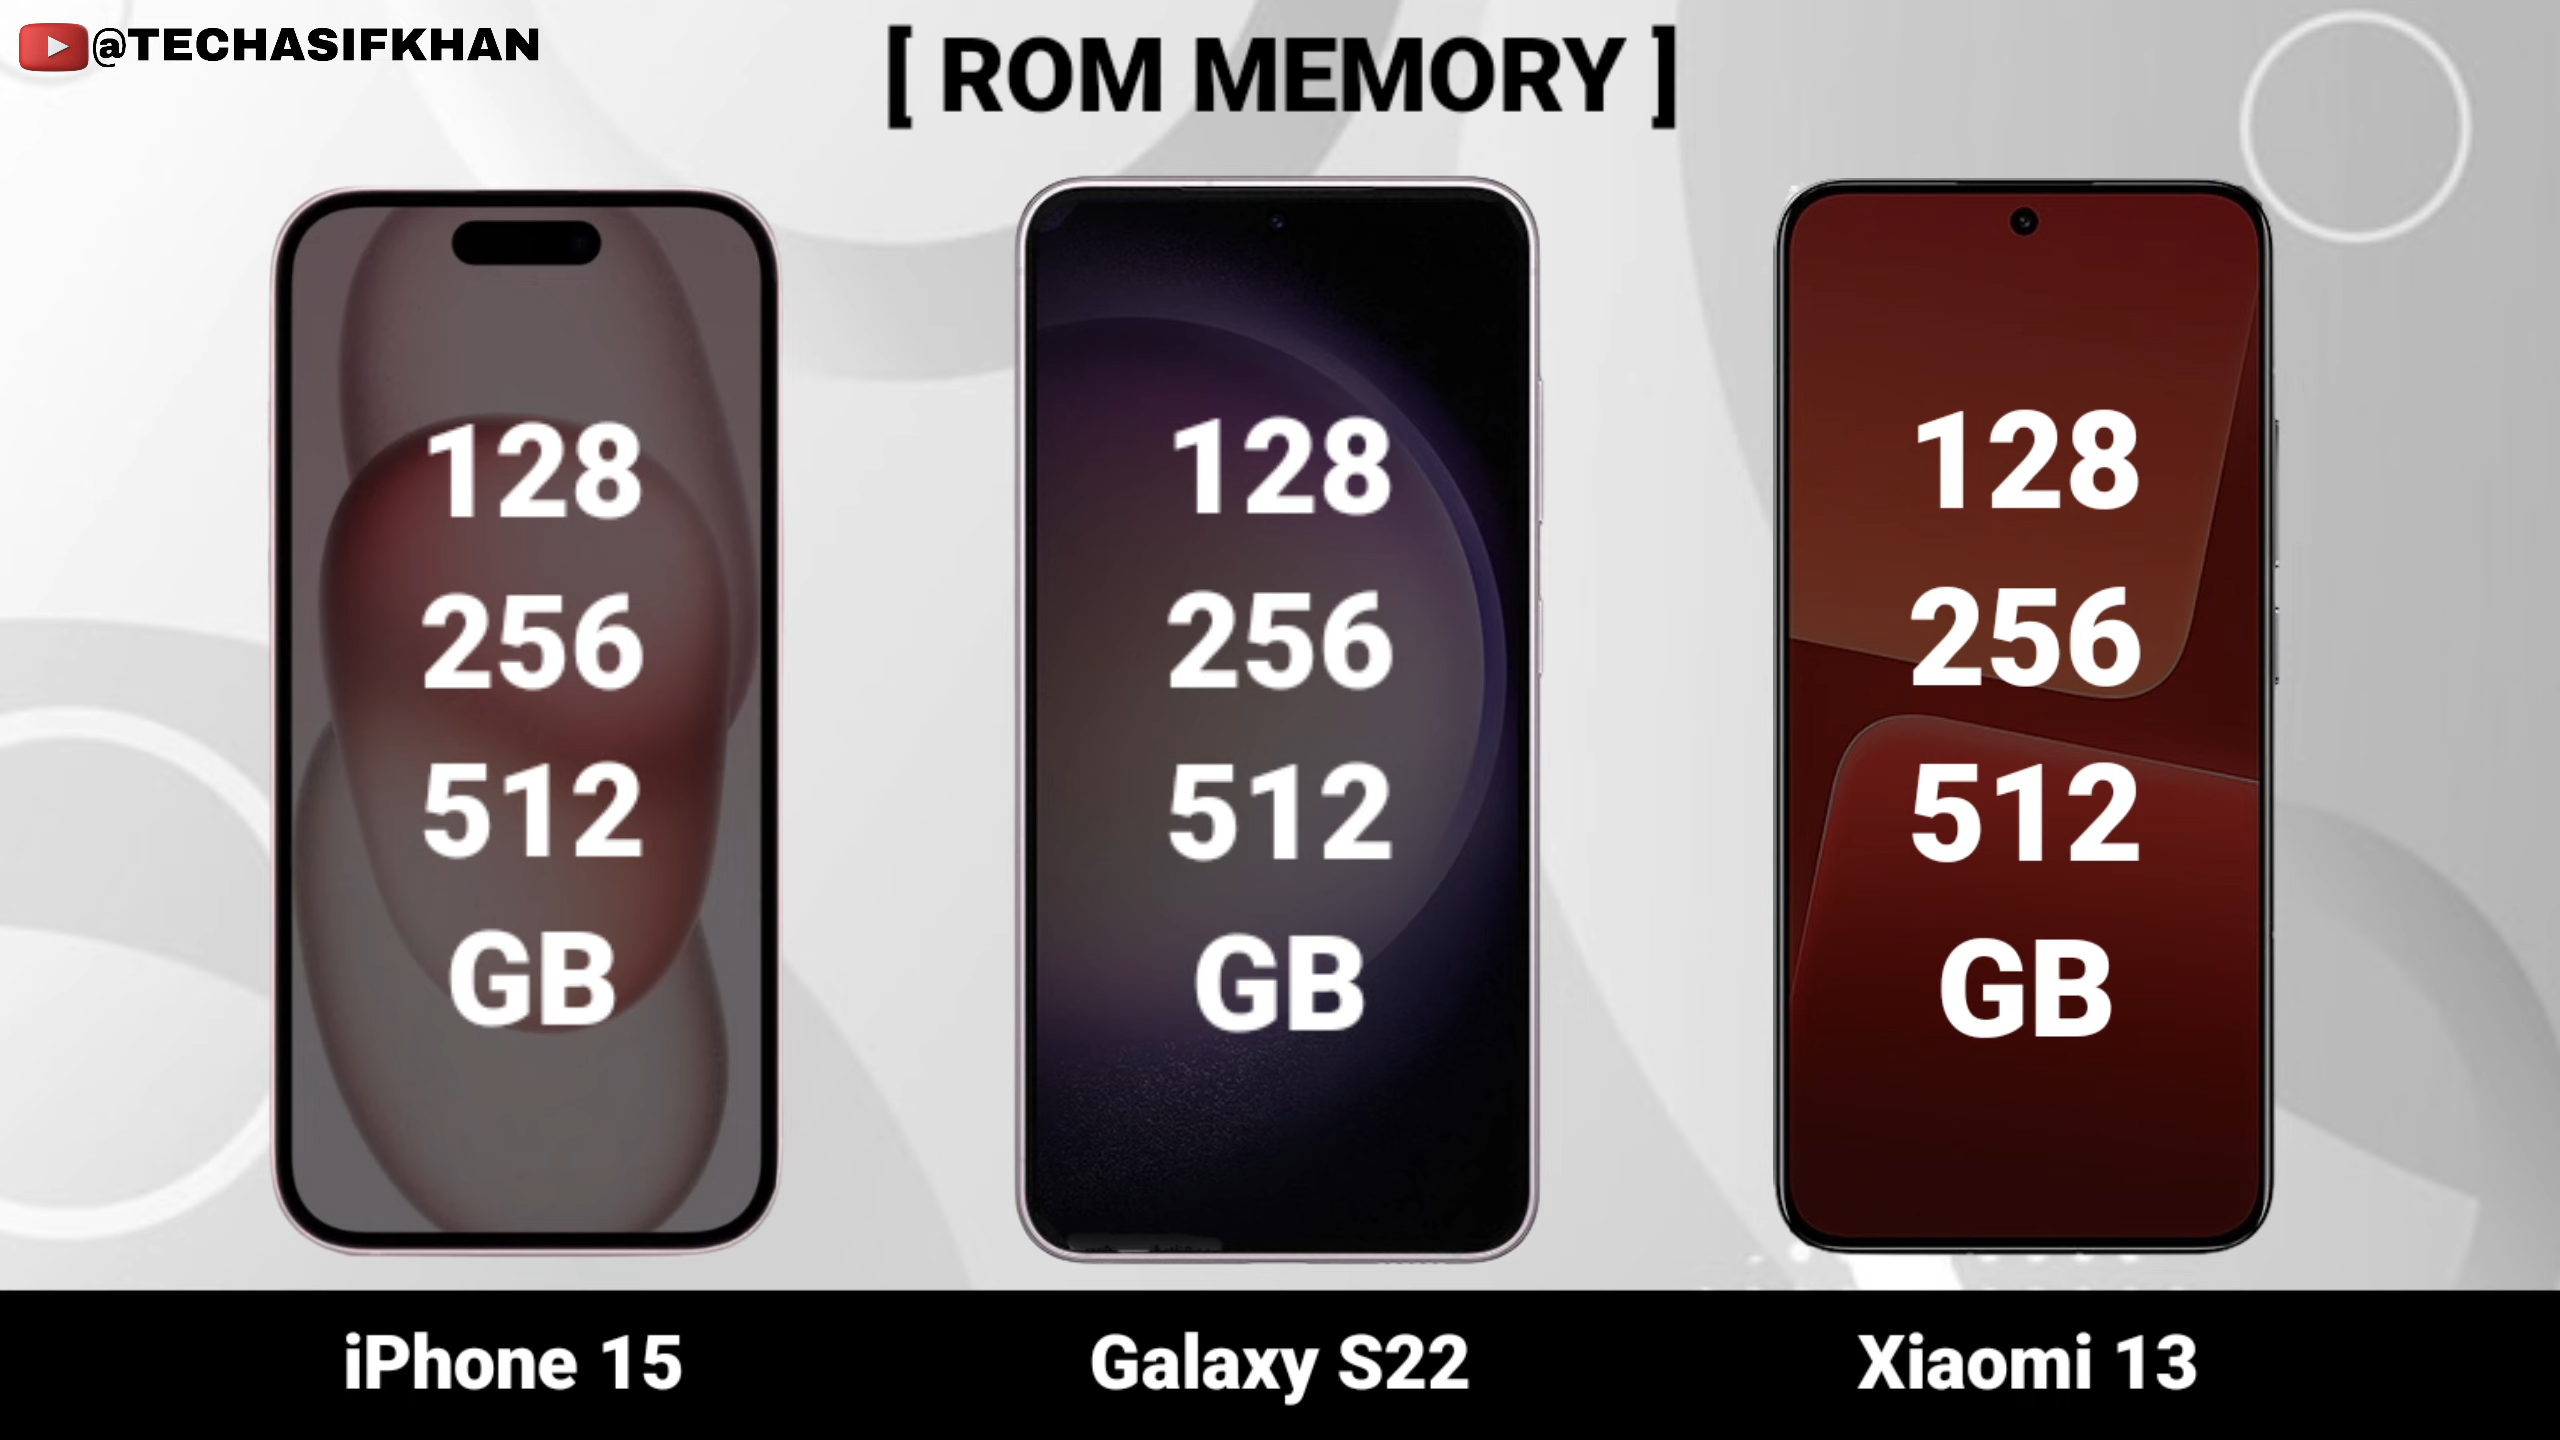 @TECHASIFKHAN
[ ROM MEMORY ]
128
256
512
GB
128
256
512
GB
128
256
512
GB
iPhone 15
Galaxy S22
Xiaomi 13